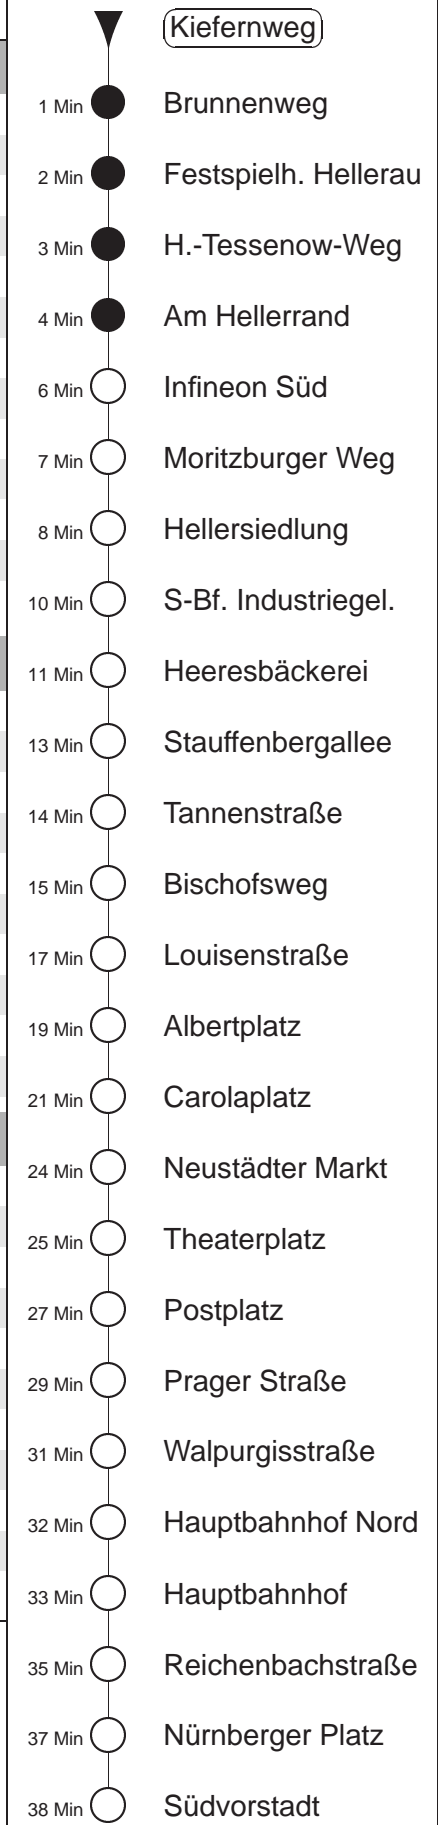 Kiefernweg
1 Min Brunnenweg
2 Min Festspielh. Hellerau
3 Min H.-Tessenow-Weg
4 Min Am Hellerrand
6 Min Infineon Süd
7 Min Moritzburger Weg
8 Min Hellersiedlung
10 Min S-Bf. Industriegel.
11 Min Heeresbäckerei
13 Min Stauffenbergallee
14 Min Tannenstraße
15 Min Bischofsweg
17 Min Louisenstraße
19 Min Albertplatz
21 Min Carolaplatz
24 Min Neustädter Markt
25 Min Theaterplatz
27 Min Postplatz
29 Min Prager Straße
31 Min Walpurgisstraße
32 Min Hauptbahnhof Nord
33 Min Hauptbahnhof
35 Min Reichenbachstraße
37 Min Nürnberger Platz
38 Min Südvorstadt